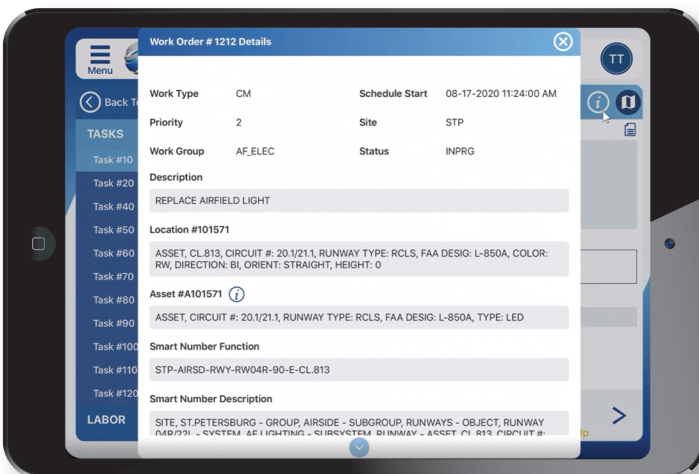 Work Order # 1212 Details
Menu
TT
Back
TASKS
Task #10
Task #20
Task #40
Task #50
Task #60
Task #70
Task #80
Task #90
Task #100
Task #110
Task #120
LABOR
Work Type CM Schedule Start 08-17-2020 11:24:00 AM
Priority 2 Site STP
Work Group AF_ELEC Status INPRG
Description
REPLACE AIRFIELD LIGHT
Location #101571
ASSET, CL.813, CIRCUIT #: 20.1/21.1, RUNWAY TYPE: RCLS, FAA DESIG: L-850A, COLOR:
RW, DIRECTION: BI, ORIENT: STRAIGHT, HEIGHT: 0
Asset #A101571 i
ASSET, CIRCUIT #: 20.1/21.1, RUNWAY TYPE: RCLS, FAA DESIG: L-850A, TYPE: LED
Smart Number Function
STP-AIRSD-RWY-RW04R-90-E-CL.813
Smart Number Description
SITE, ST.PETERSBURG - GROUP, AIRSIDE - SUBGROUP, RUNWAYS - OBJECT, RUNWAY
04R/22L - SYSTEM, AF LIGHTING - SUBSYSTEM, RUNWAY - ASSET, CL.813, CIRCUIT #:
i